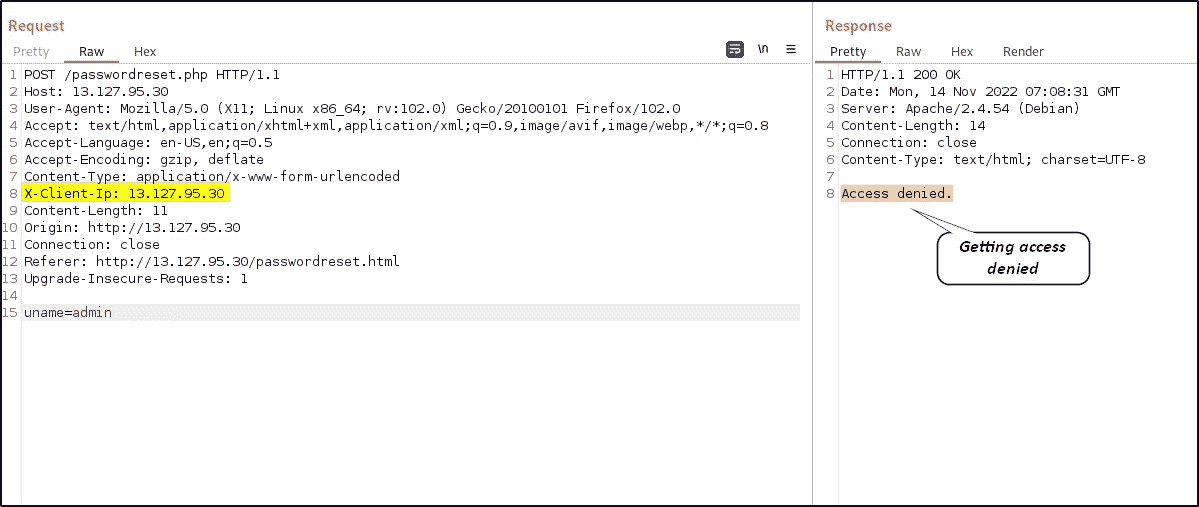 Request
Pretty Raw Hex
\n
1 POST /passwordreset.php HTTP/1.1
2 Host: 13.127.95.30
3 User-Agent: Mozilla/5.0 (X11; Linux x86_64; rv:102.0) Gecko/20100101 Firefox/102.0
4 Accept: text/html,application/xhtml+xml,application/xml;q=0.9,image/avif,image/webp,*/*;q=0.8
5 Accept-Language: en-US,en;q=0.5
6 Accept-Encoding: gzip, deflate
7 Content-Type: application/x-www-form-urlencoded
8 X-Client-Ip: 13.127.95.30
9 Content-Length: 11
10 Origin: http://13.127.95.30
11 Connection: close
12 Referer: http://13.127.95.30/passwordreset.html
13 Upgrade-Insecure-Requests: 1
14
15 uname=admin
Response
Pretty Raw Hex Render
1 HTTP/1.1 200 OK
2 Date: Mon, 14 Nov 2022 07:08:31 GMT
3 Server: Apache/2.4.54 (Debian)
4 Content-Length: 14
5 Connection: close
6 Content-Type: text/html; charset=UTF-8
7
8 Access denied.
Getting access
denied